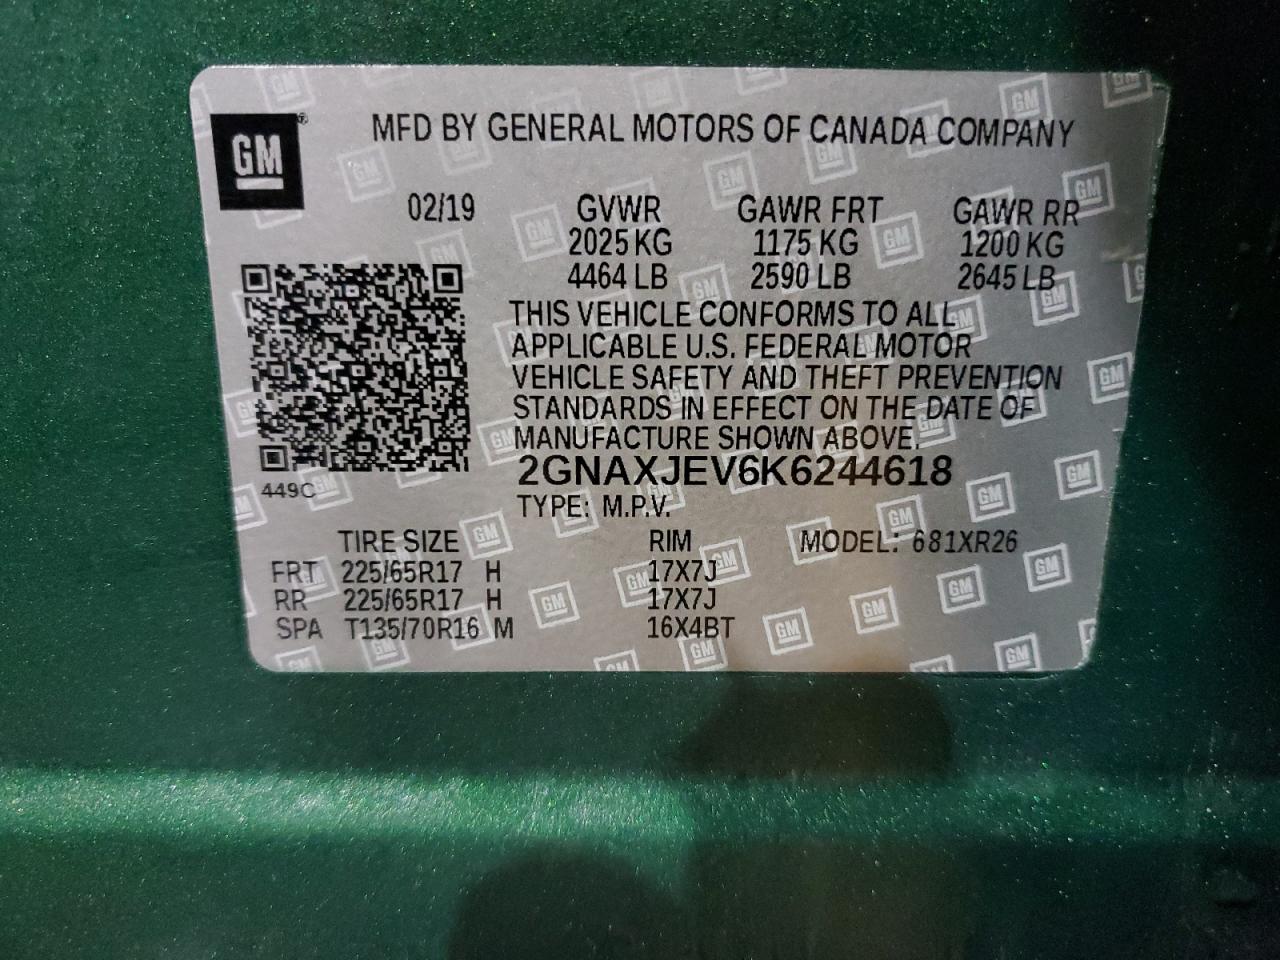 GM®
MFD BY GENERAL MOTORS OF CANADA COMPANY
02/19 GVWR GAWR FRT GAWR RR
2025 KG 1175 KG 1200 KG
4464 LB 2590 LB 2645 LB
THIS VEHICLE CONFORMS TO ALL
APPLICABLE U.S. FEDERAL MOTOR
VEHICLE SAFETY AND THEFT PREVENTION
STANDARDS IN EFFECT ON THE DATE OF
MANUFACTURE SHOWN ABOVE.
2GNAXJEV6K6244618
449C
TYPE: M.P.V.
TIRE SIZE RIM MODEL: 681XR26
FRT 225/65R17 H 17X7J
RR 225/65R17 H 17X7J
SPA T135/70R16 M 16X4BT